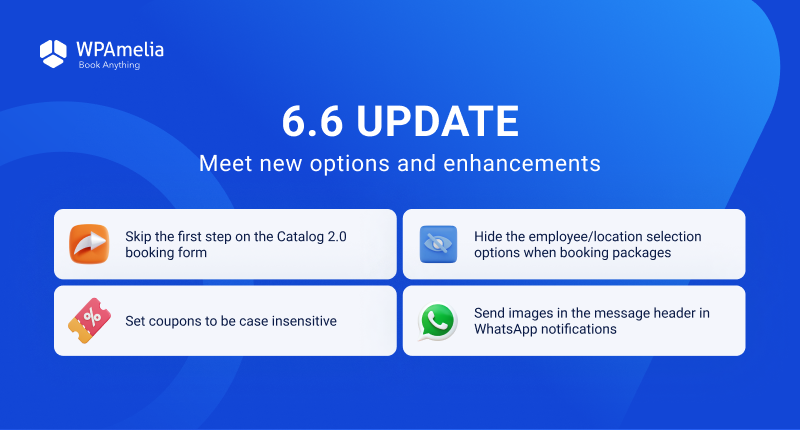 WPAmelia
Book Anything
6.6 UPDATE
Meet new options and enhancements
Skip the first step on the Catalog 2.0
booking form
Hide the employee/location selection
options when booking packages
%
Set coupons to be case insensitive
Send images in the message header in
WhatsApp notifications